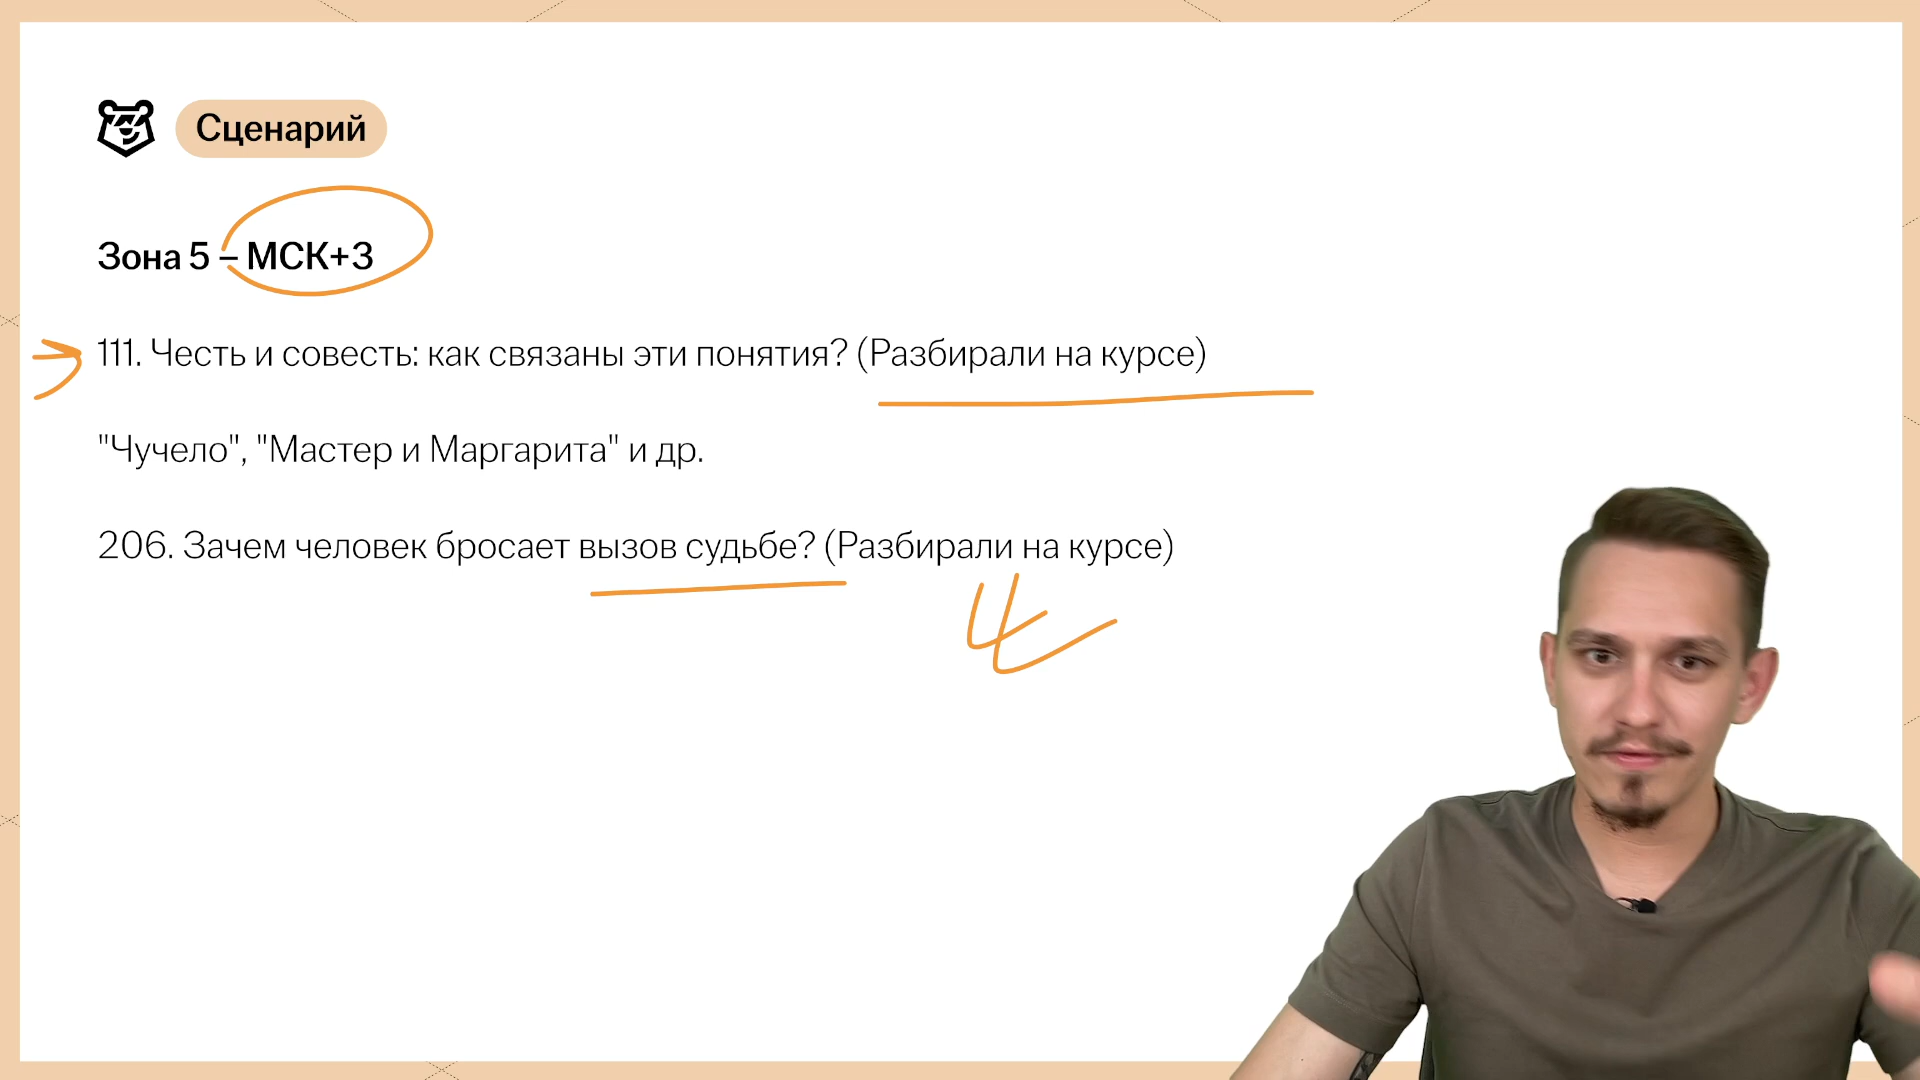 Сценарий
Зона 5 – МСК+3
111. Честь и совесть: как связаны эти понятия? (Разбирали на курсе)
"Чучело", "Мастер и Маргарита" и др.
206. Зачем человек бросает вызов судьбе? (Разбирали на курсе)